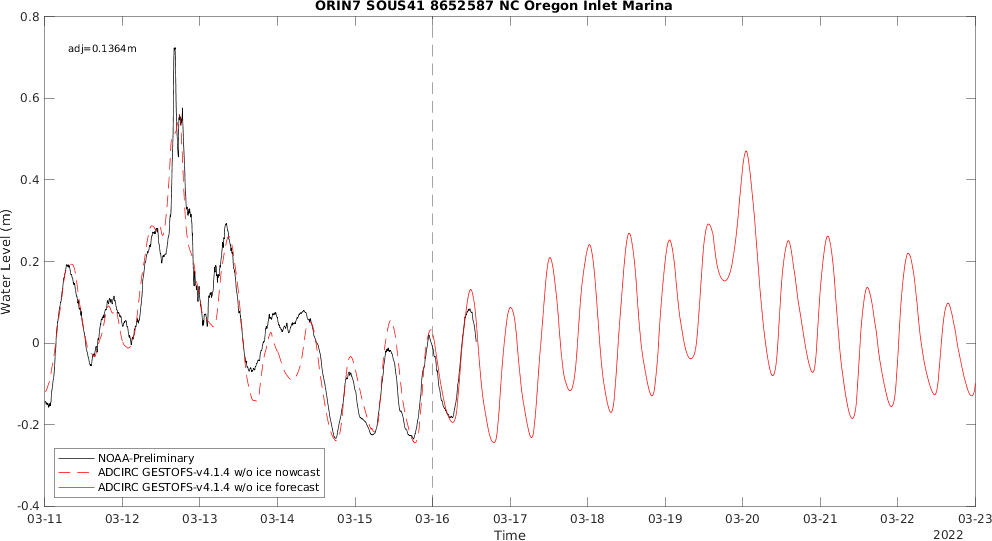 ORIN7 SOUS41 8652587 NC Oregon Inlet Marina
adj=0.1364m
Water Level (m)
0.8
0.6
0.4
0.2
0
-0.2
-0.4
NOAA-Preliminary
ADCIRC GESTOFS-v4.1.4 w/o ice nowcast
ADCIRC GESTOFS-v4.1.4 w/o ice forecast
03-11 03-12 03-13 03-14 03-15 03-16 03-17 03-18 03-19 03-20 03-21 03-22 03-23
Time
2022